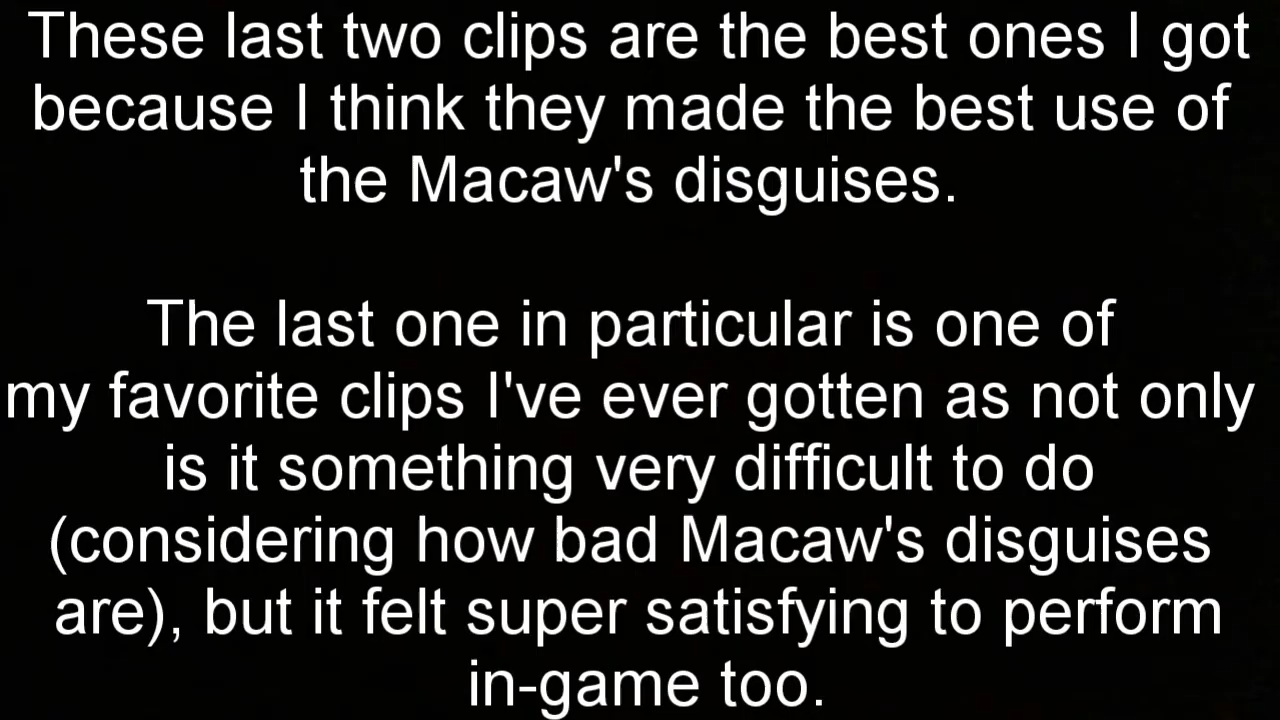 These last two clips are the best ones I got
because I think they made the best use of
the Macaw's disguises.
The last one in particular is one of
my favorite clips I've ever gotten as not only
is it something very difficult to do
(considering how bad Macaw's disguises
are), but it felt super satisfying to perform
in-game too.